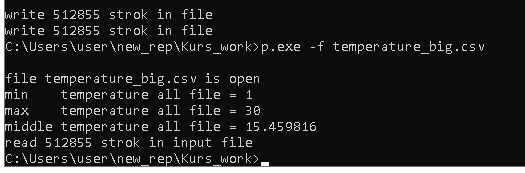 write 512855 strok in file
write 512855 strok in file
C:\Users\user\new_rep\Kurs_work>p.exe -f temperature_big.csv
file temperature_big.csv is open
min    temperature all file = 1
max    temperature all file = 30
middle temperature all file = 15.459816
read 512855 strok in input file
C:\Users\user\new_rep\Kurs_work>